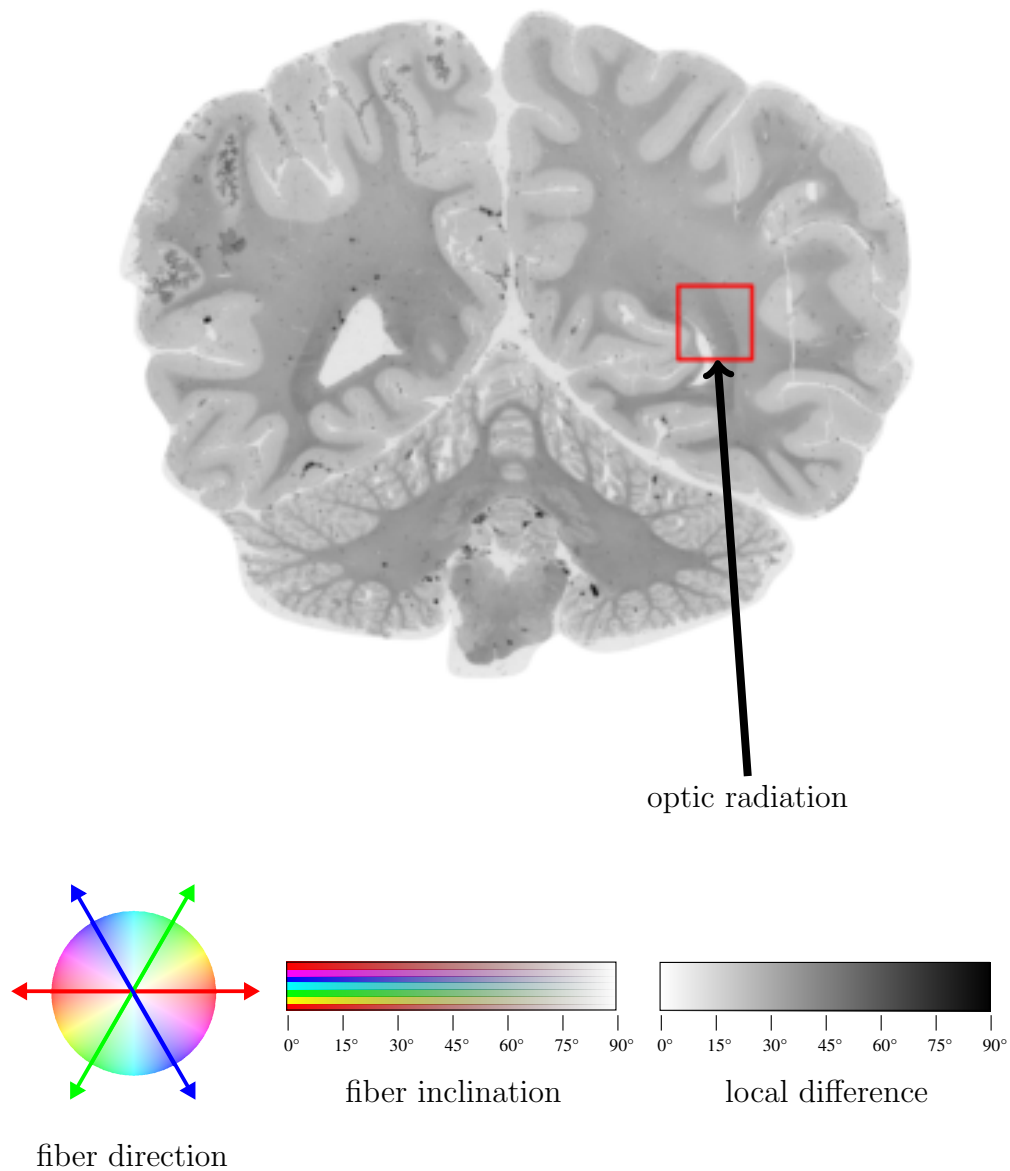 optic radiation
0° 15° 30° 45° 60° 75° 90°
0° 15° 30° 45° 60° 75° 90°
fiber inclination
local difference
fiber direction